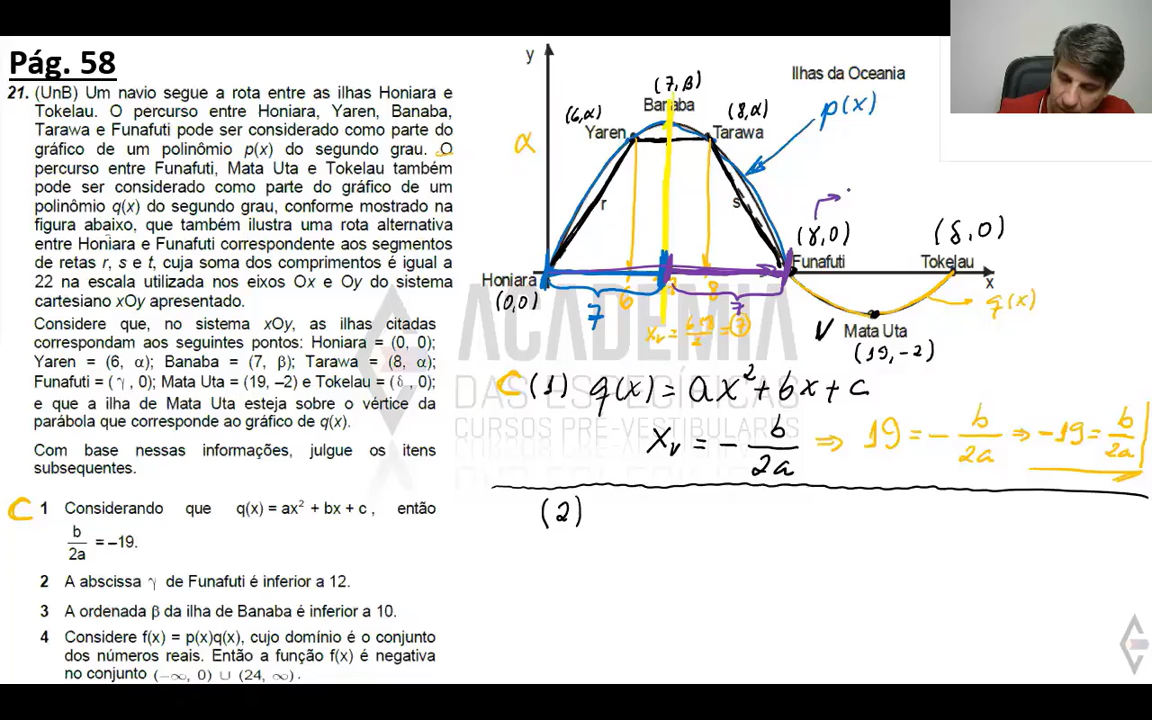 Pág. 58
21. (UnB) Um navio segue a rota entre as ilhas Honiara e
Tokelau. O percurso entre Honiara, Yaren, Banaba,
Tarawa e Funafuti pode ser considerado como parte do
gráfico de um polinômio p(x) do segundo grau. O
percurso entre Funafuti, Mata Uta e Tokelau também
pode ser considerado como parte do gráfico de um
polinômio q(x) do segundo grau, conforme mostrado na
figura abaixo, que também ilustra uma rota alternativa
entre Honiara e Funafuti correspondente aos segmentos
de retas r, s e t, cuja soma dos comprimentos é igual a
22 na escala utilizada nos eixos Ox e Oy do sistema
cartesiano xOy apresentado.
Considere que, no sistema xOy, as ilhas citadas
correspondam aos seguintes pontos: Honiara = (0, 0);
Yaren = (6, α); Banaba = (7, β); Tarawa = (8, α);
Funafuti = (γ, 0); Mata Uta = (19, –2) e Tokelau = (δ, 0);
e que a ilha de Mata Uta esteja sobre o vértice da
parábola que corresponde ao gráfico de q(x).
Com base nessas informações, julgue os itens
subsequentes.
C 1 Considerando que q(x) = ax² + bx + c, então
b/2a = –19.
2 A abscissa γ de Funafuti é inferior a 12.
3 A ordenada β da ilha de Banaba é inferior a 10.
4 Considere f(x) = p(x)q(x), cujo domínio é o conjunto
dos números reais. Então a função f(x) é negativa
no conjunto (–∞, 0) ∪ (24, ∞).
y
Ilhas da Oceania
(7,β)
Banaba
(6,α)
(8,α)
p(x)
Yaren
Tarawa
α
r
s
(γ,0)
(δ,0)
Funafuti
Tokelau
Honiara
x
(0,0)
6
8
7
7
q(x)
V
Mata Uta
(19,-2)
ACADEMIA
DAS ESPECÍFICAS
CURSOS PRÉ-VESTIBULARES
C (1) q(x) = ax² + bx + c
Xv = - b/2a ⇒ 19 = - b/2a ⇒ -19 = b/2a
(2)